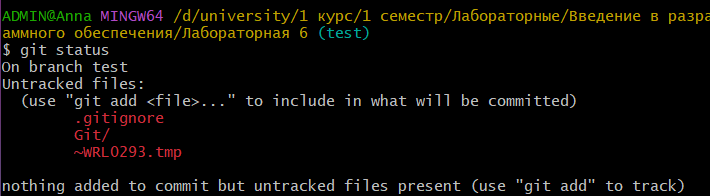 ADMIN@Anna MINGW64 /d/university/1 курс/1 семестр/Лабораторные/Введение в разра
аммного обеспечения/Лабораторная 6 (test)
$ git status
On branch test
Untracked files:
  (use "git add <file>..." to include in what will be committed)
        .gitignore
        Git/
        ~WRL0293.tmp

nothing added to commit but untracked files present (use "git add" to track)